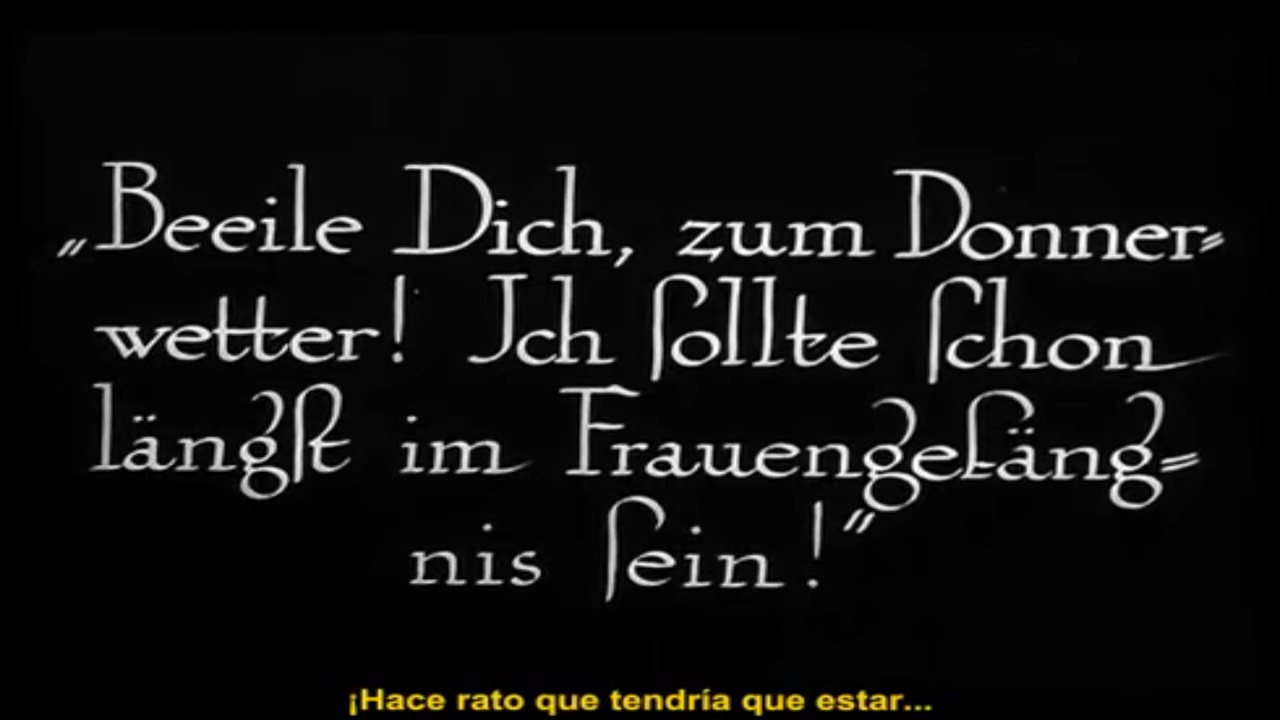 „Beeile Dich, zum Donner⸗
wetter! Ich ſollte ſchon
längſt im Frauengefäng⸗
nis ſein!”
¡Hace rato que tendría que estar...